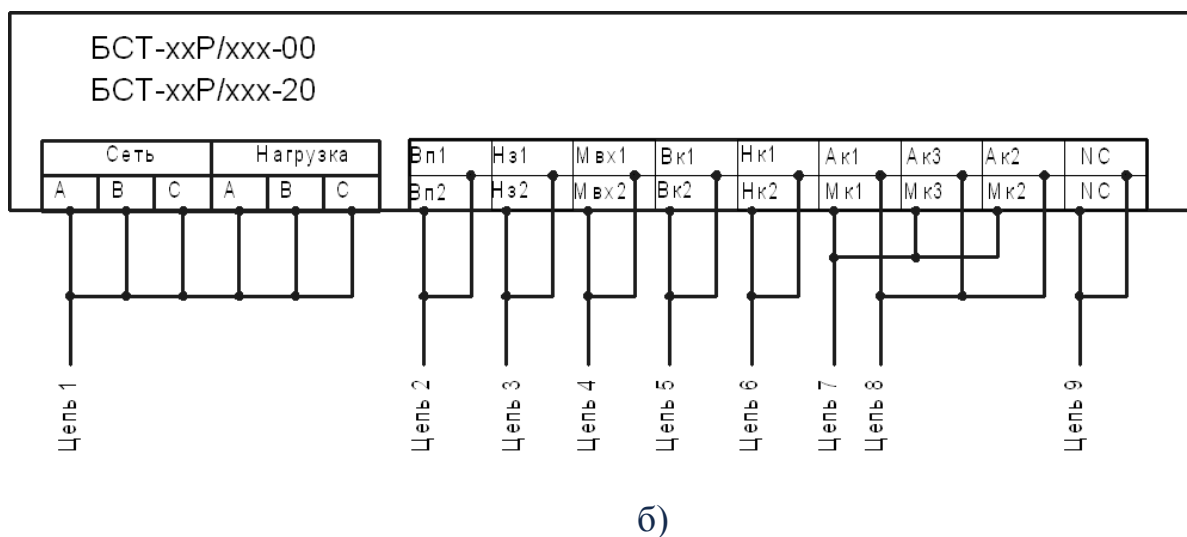 БСТ-ххР/ххх-00
БСТ-ххР/ххх-20
Сеть Нагрузка
А В С А В С
Вп1 Нз1 Мвх1 Вк1 Нк1 Ак1 Ак3 Ак2 NC
Вп2 Нз2 Мвх2 Вк2 Нк2 Мк1 Мк3 Мк2 NC
Цепь 1
Цепь 2
Цепь 3
Цепь 4
Цепь 5
Цепь 6
Цепь 7
Цепь 8
Цепь 9
б)